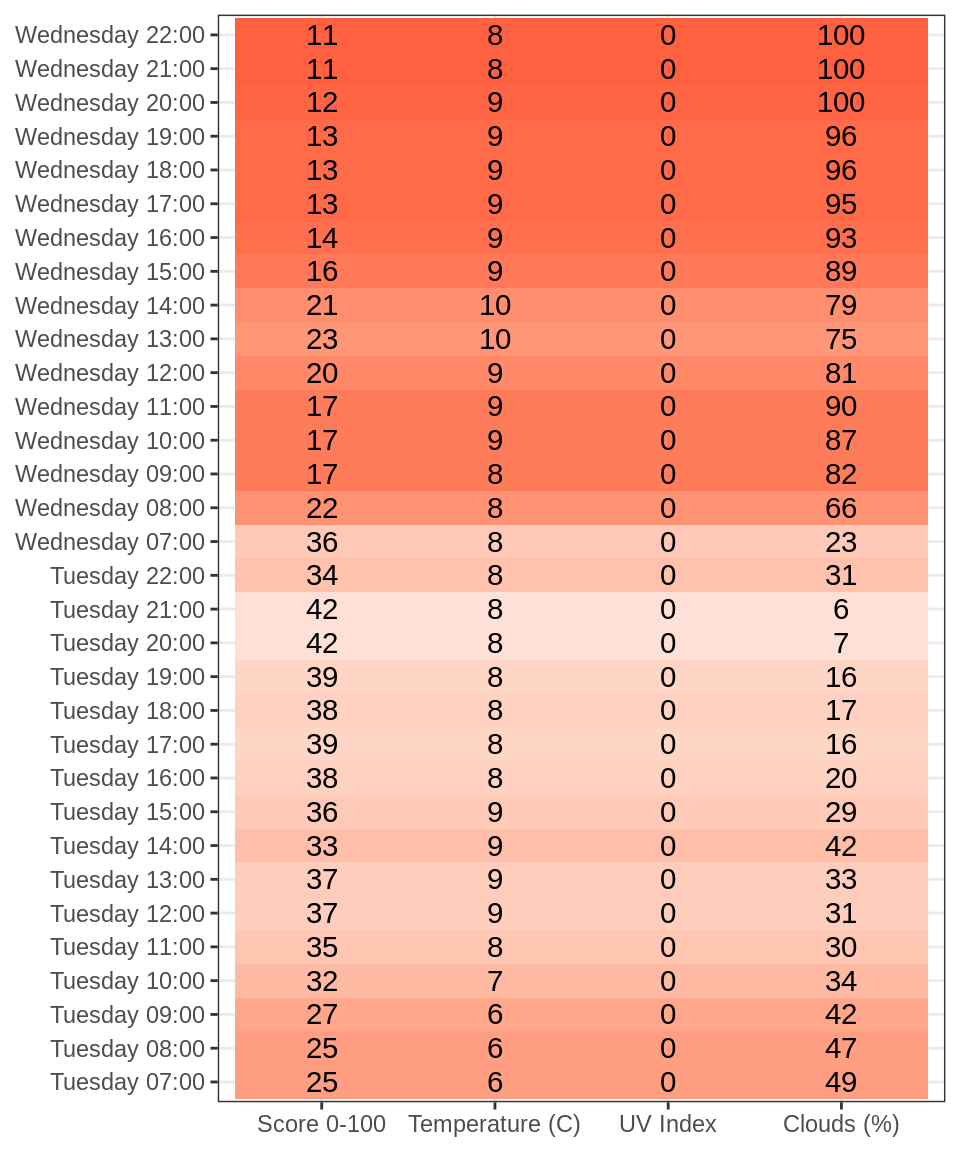 Wednesday 22:00 11 8 0 100
Wednesday 21:00 11 8 0 100
Wednesday 20:00 12 9 0 100
Wednesday 19:00 13 9 0 96
Wednesday 18:00 13 9 0 96
Wednesday 17:00 13 9 0 95
Wednesday 16:00 14 9 0 93
Wednesday 15:00 16 9 0 89
Wednesday 14:00 21 10 0 79
Wednesday 13:00 23 10 0 75
Wednesday 12:00 20 9 0 81
Wednesday 11:00 17 9 0 90
Wednesday 10:00 17 9 0 87
Wednesday 09:00 17 8 0 82
Wednesday 08:00 22 8 0 66
Wednesday 07:00 36 8 0 23
Tuesday 22:00 34 8 0 31
Tuesday 21:00 42 8 0 6
Tuesday 20:00 42 8 0 7
Tuesday 19:00 39 8 0 16
Tuesday 18:00 38 8 0 17
Tuesday 17:00 39 8 0 16
Tuesday 16:00 38 8 0 20
Tuesday 15:00 36 9 0 29
Tuesday 14:00 33 9 0 42
Tuesday 13:00 37 9 0 33
Tuesday 12:00 37 9 0 31
Tuesday 11:00 35 8 0 30
Tuesday 10:00 32 7 0 34
Tuesday 09:00 27 6 0 42
Tuesday 08:00 25 6 0 47
Tuesday 07:00 25 6 0 49
Score 0-100 Temperature (C) UV Index Clouds (%)